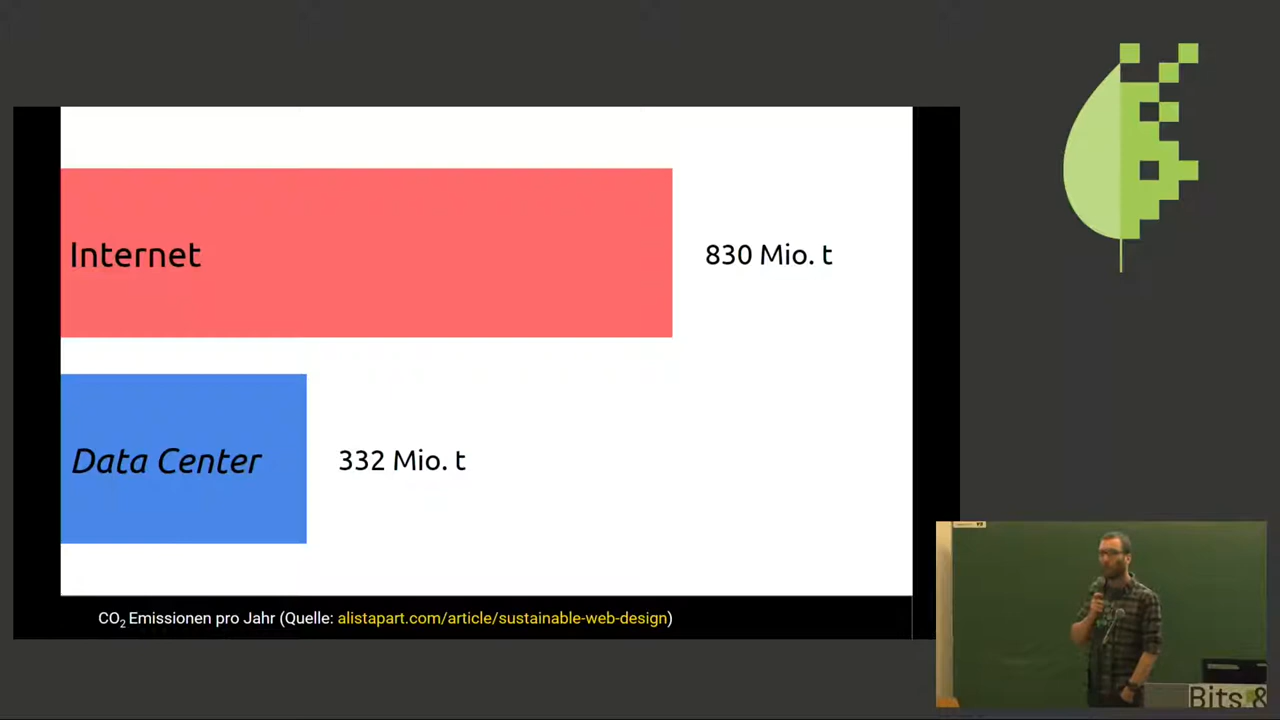 Internet
830 Mio. t
Data Center
332 Mio. t
CO₂ Emissionen pro Jahr (Quelle: alistapart.com/article/sustainable-web-design)
Bits &